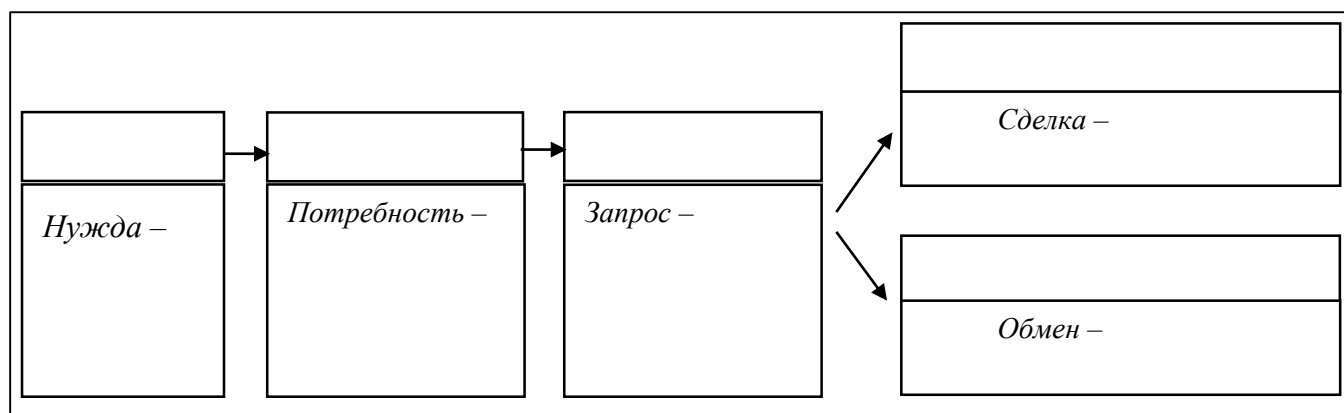 Нужда –
Потребность –
Запрос –
Сделка –
Обмен –